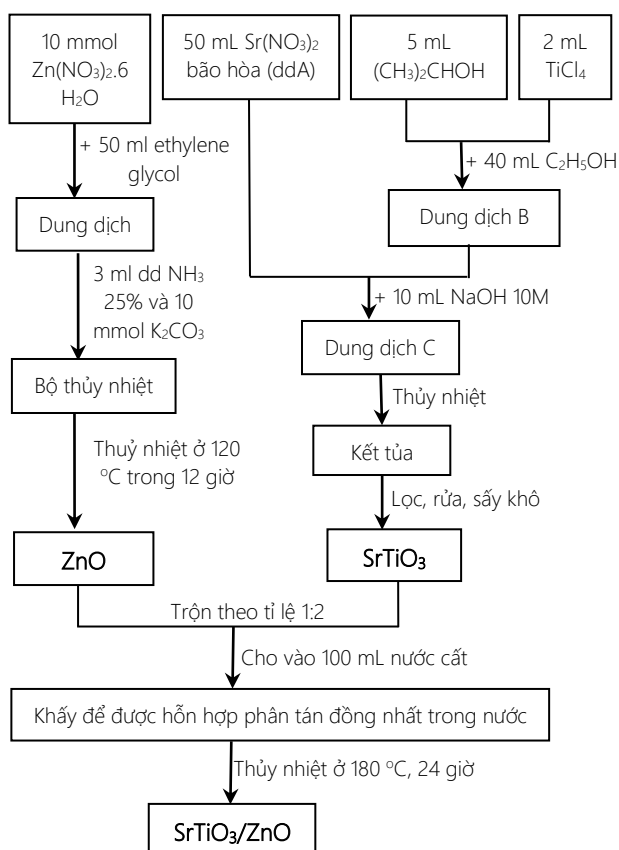 10 mmol
Zn(NO₃)₂.6
H₂O
50 mL Sr(NO₃)₂
bão hòa (ddA)
5 mL
(CH₃)₂CHOH
2 mL
TiCl₄
+ 50 ml ethylene
glycol
+ 40 mL C₂H₅OH
Dung dịch
Dung dịch B
3 ml dd NH₃
25% và 10
mmol K₂CO₃
+ 10 mL NaOH 10M
Dung dịch C
Bộ thủy nhiệt
Thủy nhiệt
Thuỷ nhiệt ở 120
ᵒC trong 12 giờ
Kết tủa
Lọc, rửa, sấy khô
ZnO
SrTiO₃
Trộn theo tỉ lệ 1:2
Cho vào 100 mL nước cất
Khấy để được hỗn hợp phân tán đồng nhất trong nước
Thủy nhiệt ở 180 ᵒC, 24 giờ
SrTiO₃/ZnO